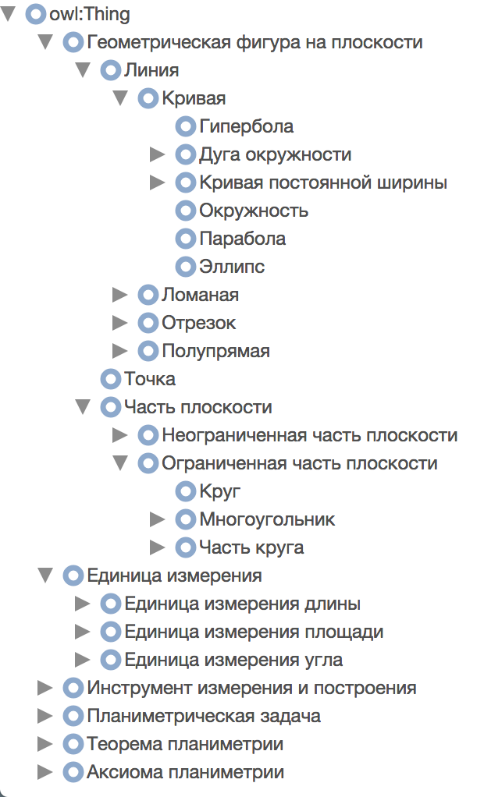 owl:Thing
Геометрическая фигура на плоскости
Линия
Кривая
Гипербола
Дуга окружности
Кривая постоянной ширины
Окружность
Парабола
Эллипс
Ломаная
Отрезок
Полупрямая
Точка
Часть плоскости
Неограниченная часть плоскости
Ограниченная часть плоскости
Круг
Многоугольник
Часть круга
Единица измерения
Единица измерения длины
Единица измерения площади
Единица измерения угла
Инструмент измерения и построения
Планиметрическая задача
Теорема планиметрии
Аксиома планиметрии